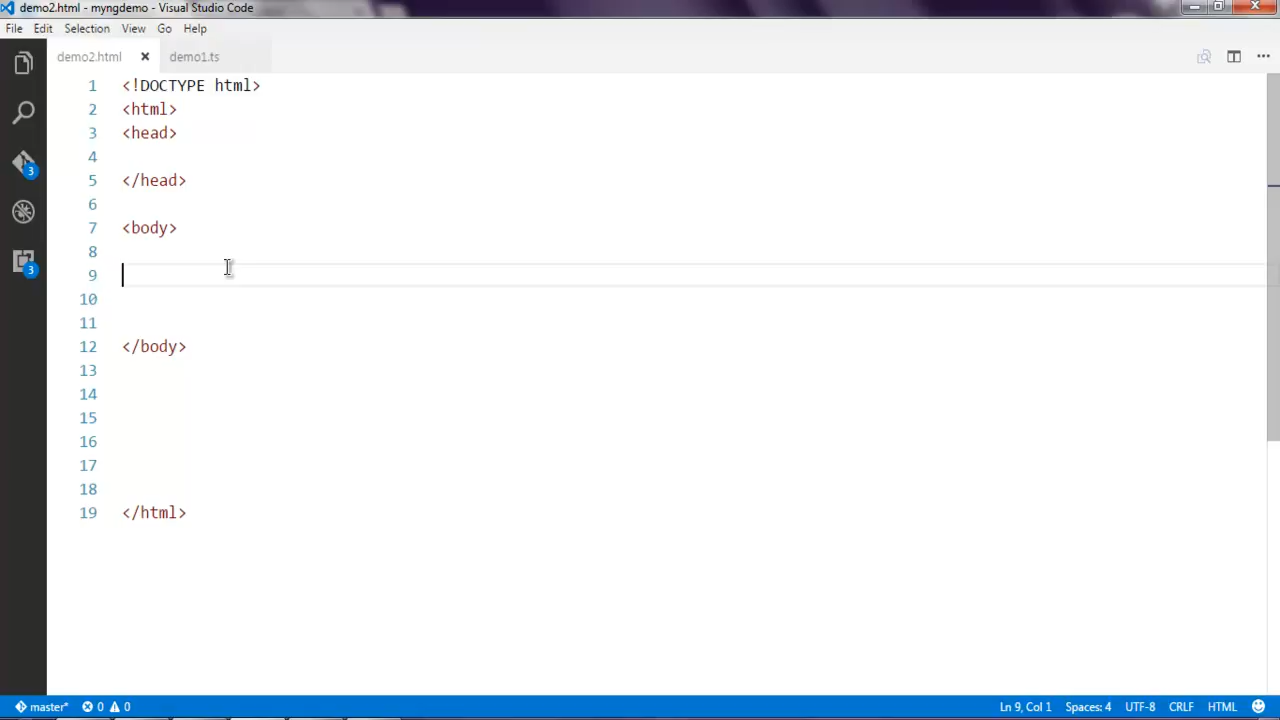 demo2.html - myngdemo - Visual Studio Code
File Edit Selection View Go Help
demo2.html demo1.ts
1 <!DOCTYPE html>
2 <html>
3 <head>
4
5 </head>
6
7 <body>
8
9
10
11
12 </body>
13
14
15
16
17
18
19 </html>
3
3
master* 0 0 Ln 9, Col 1 Spaces: 4 UTF-8 CRLF HTML